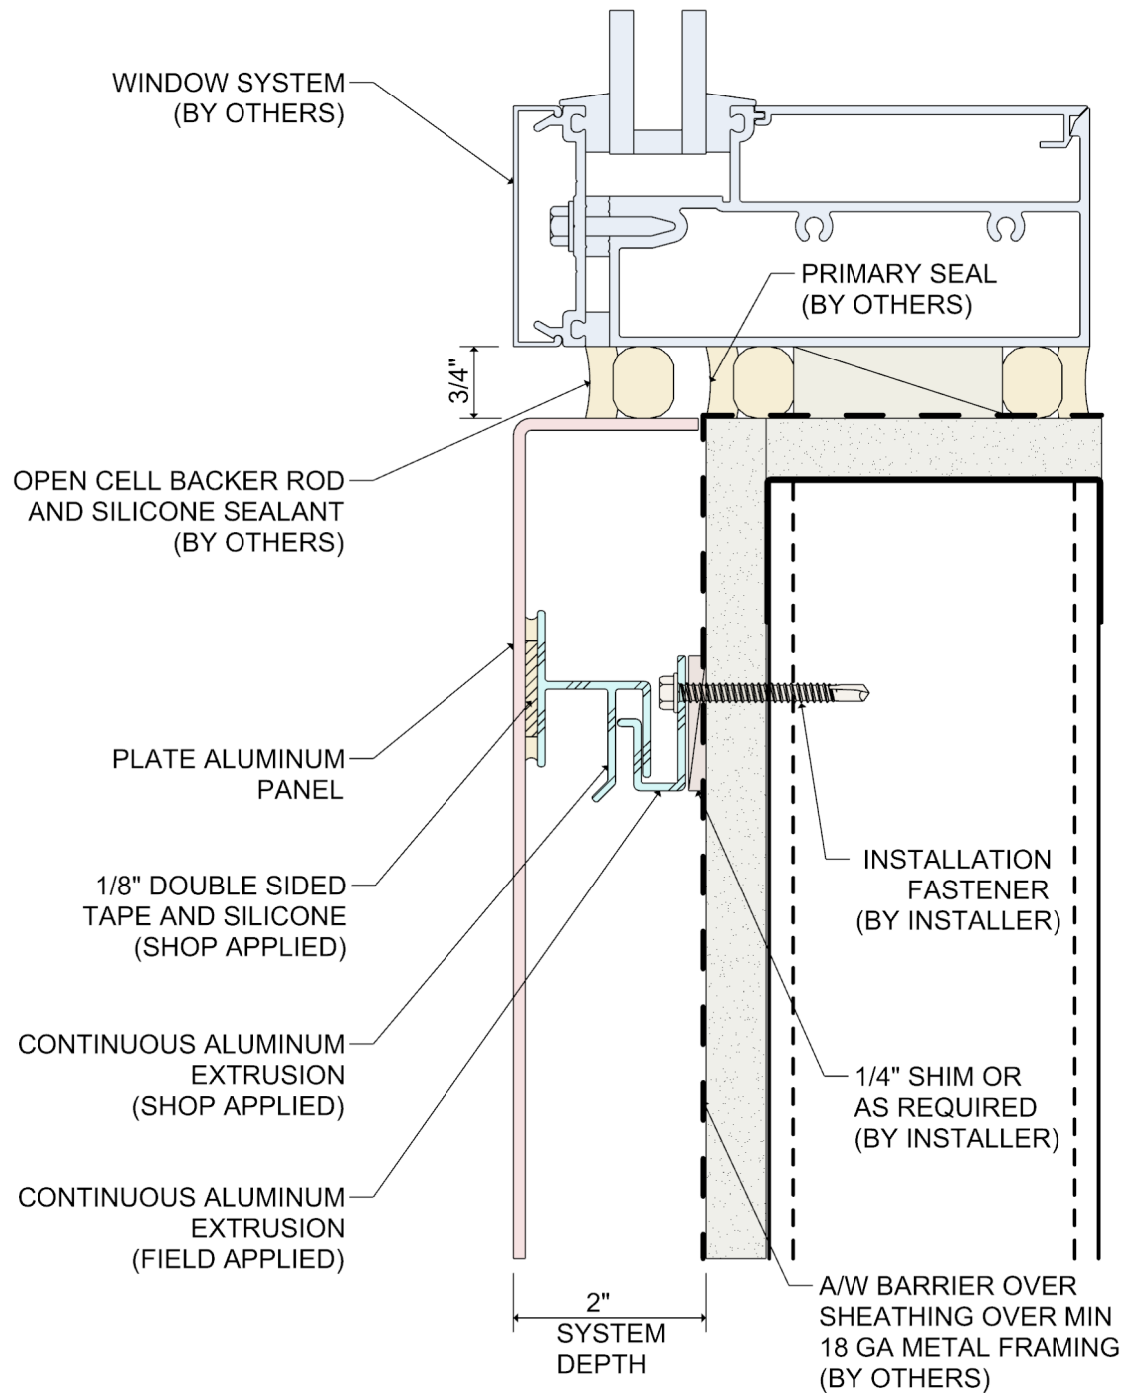 WINDOW SYSTEM
(BY OTHERS)
PRIMARY SEAL
(BY OTHERS)
3/4"
OPEN CELL BACKER ROD
AND SILICONE SEALANT
(BY OTHERS)
PLATE ALUMINUM
PANEL
1/8" DOUBLE SIDED
TAPE AND SILICONE
(SHOP APPLIED)
INSTALLATION
FASTENER
(BY INSTALLER)
CONTINUOUS ALUMINUM
EXTRUSION
(SHOP APPLIED)
1/4" SHIM OR
AS REQUIRED
(BY INSTALLER)
CONTINUOUS ALUMINUM
EXTRUSION
(FIELD APPLIED)
A/W BARRIER OVER
SHEATHING OVER MIN
18 GA METAL FRAMING
(BY OTHERS)
2"
SYSTEM
DEPTH